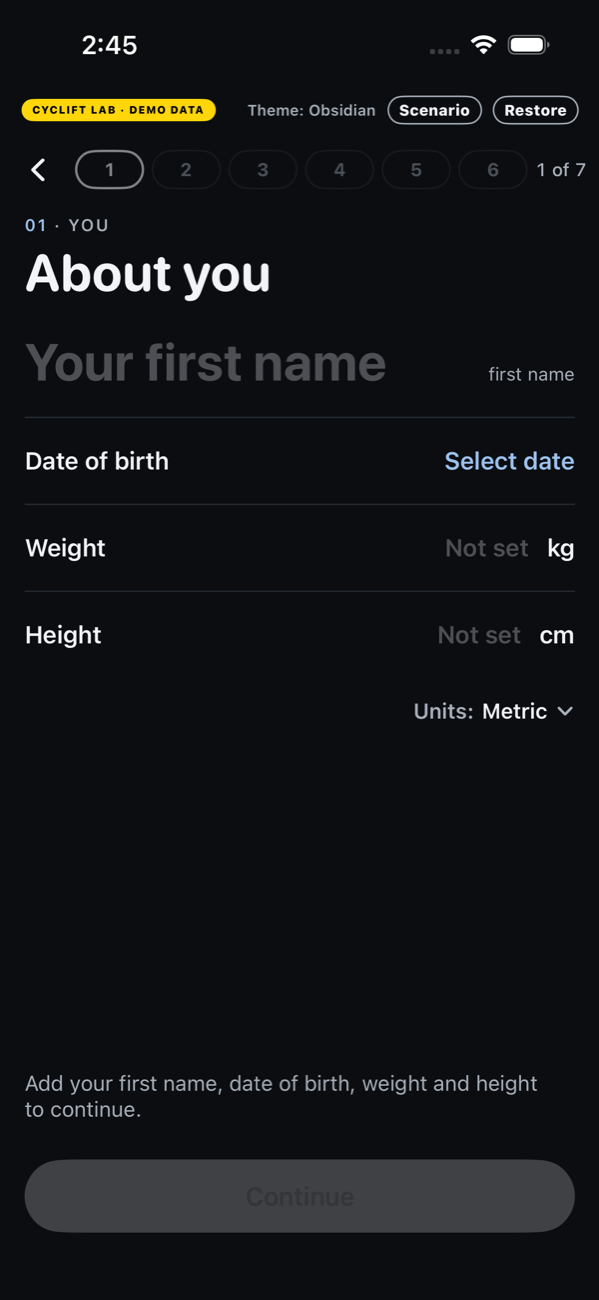 2:45
CYCLIFT LAB · DEMO DATA Theme: Obsidian Scenario Restore
1 2 3 4 5 6 1 of 7
01 · YOU
About you
Your first name first name
Date of birth Select date
Weight Not set kg
Height Not set cm
Units: Metric
Add your first name, date of birth, weight and height
to continue.
Continue